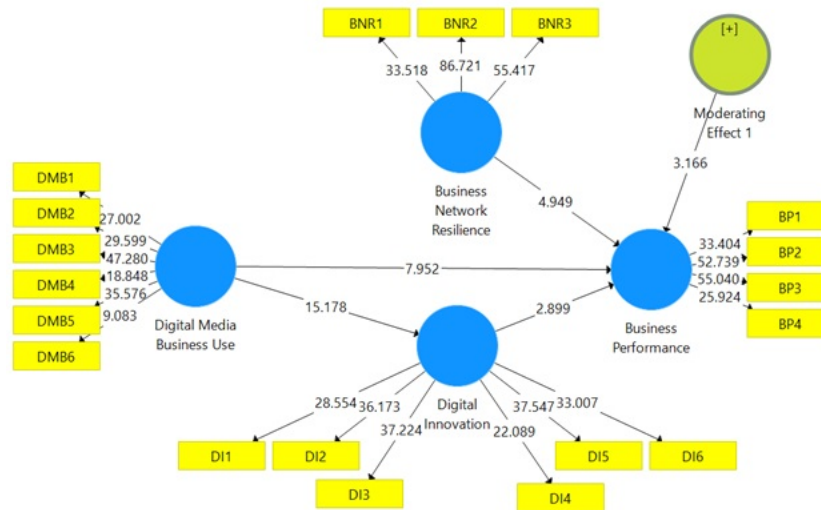 BNR1
BNR2
BNR3
[+]
33.518
86.721
55.417
Moderating
Effect 1
3.166
Business
Network
Resilience
4.949
DMB1
DMB2
DMB3
DMB4
DMB5
DMB6
27.002
29.599
47.280
18.848
35.576
9.083
Digital Media
Business Use
7.952
15.178
2.899
33.404
52.739
55.040
25.924
BP1
BP2
BP3
BP4
Business
Performance
Digital
Innovation
28.554
36.173
37.224
22.089
37.547
33.007
DI1
DI2
DI3
DI4
DI5
DI6